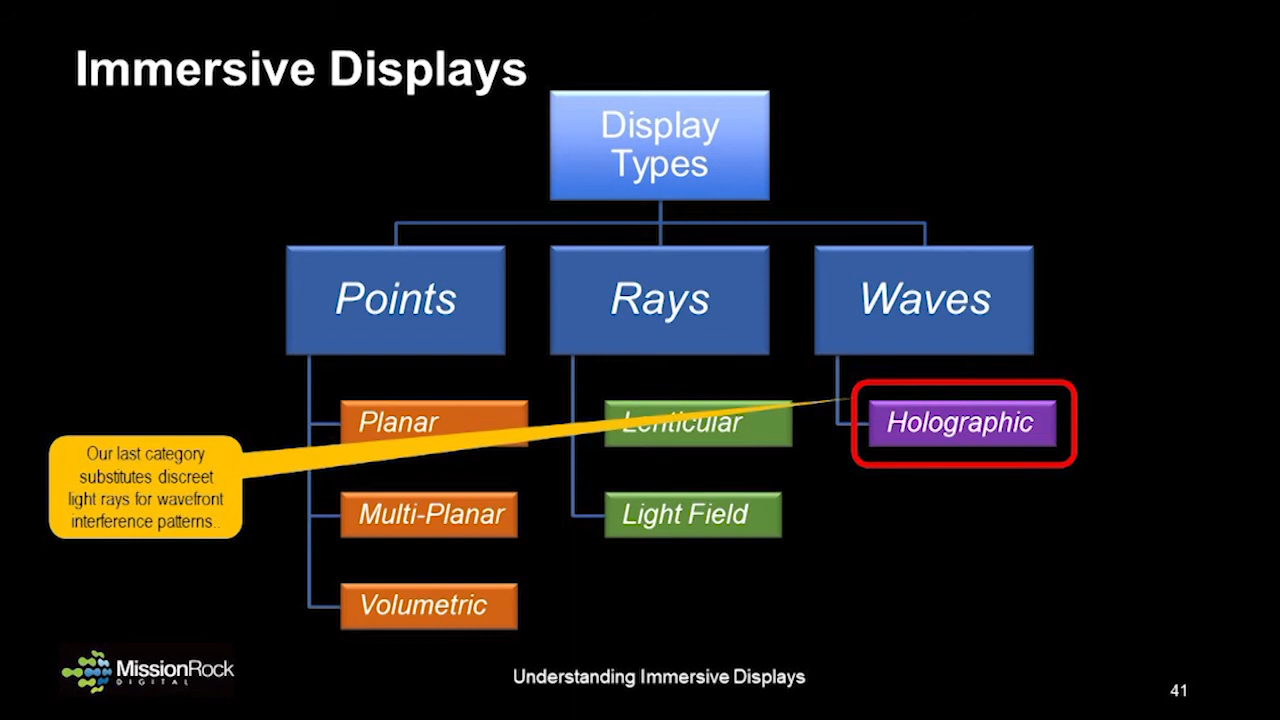 Immersive Displays
Display
Types
Points
Rays
Waves
Planar
Lenticular
Holographic
Our last category
substitutes discreet
light rays for wavefront
interference patterns..
Multi-Planar
Light Field
Volumetric
MissionRock
DIGITAL
Understanding Immersive Displays
41